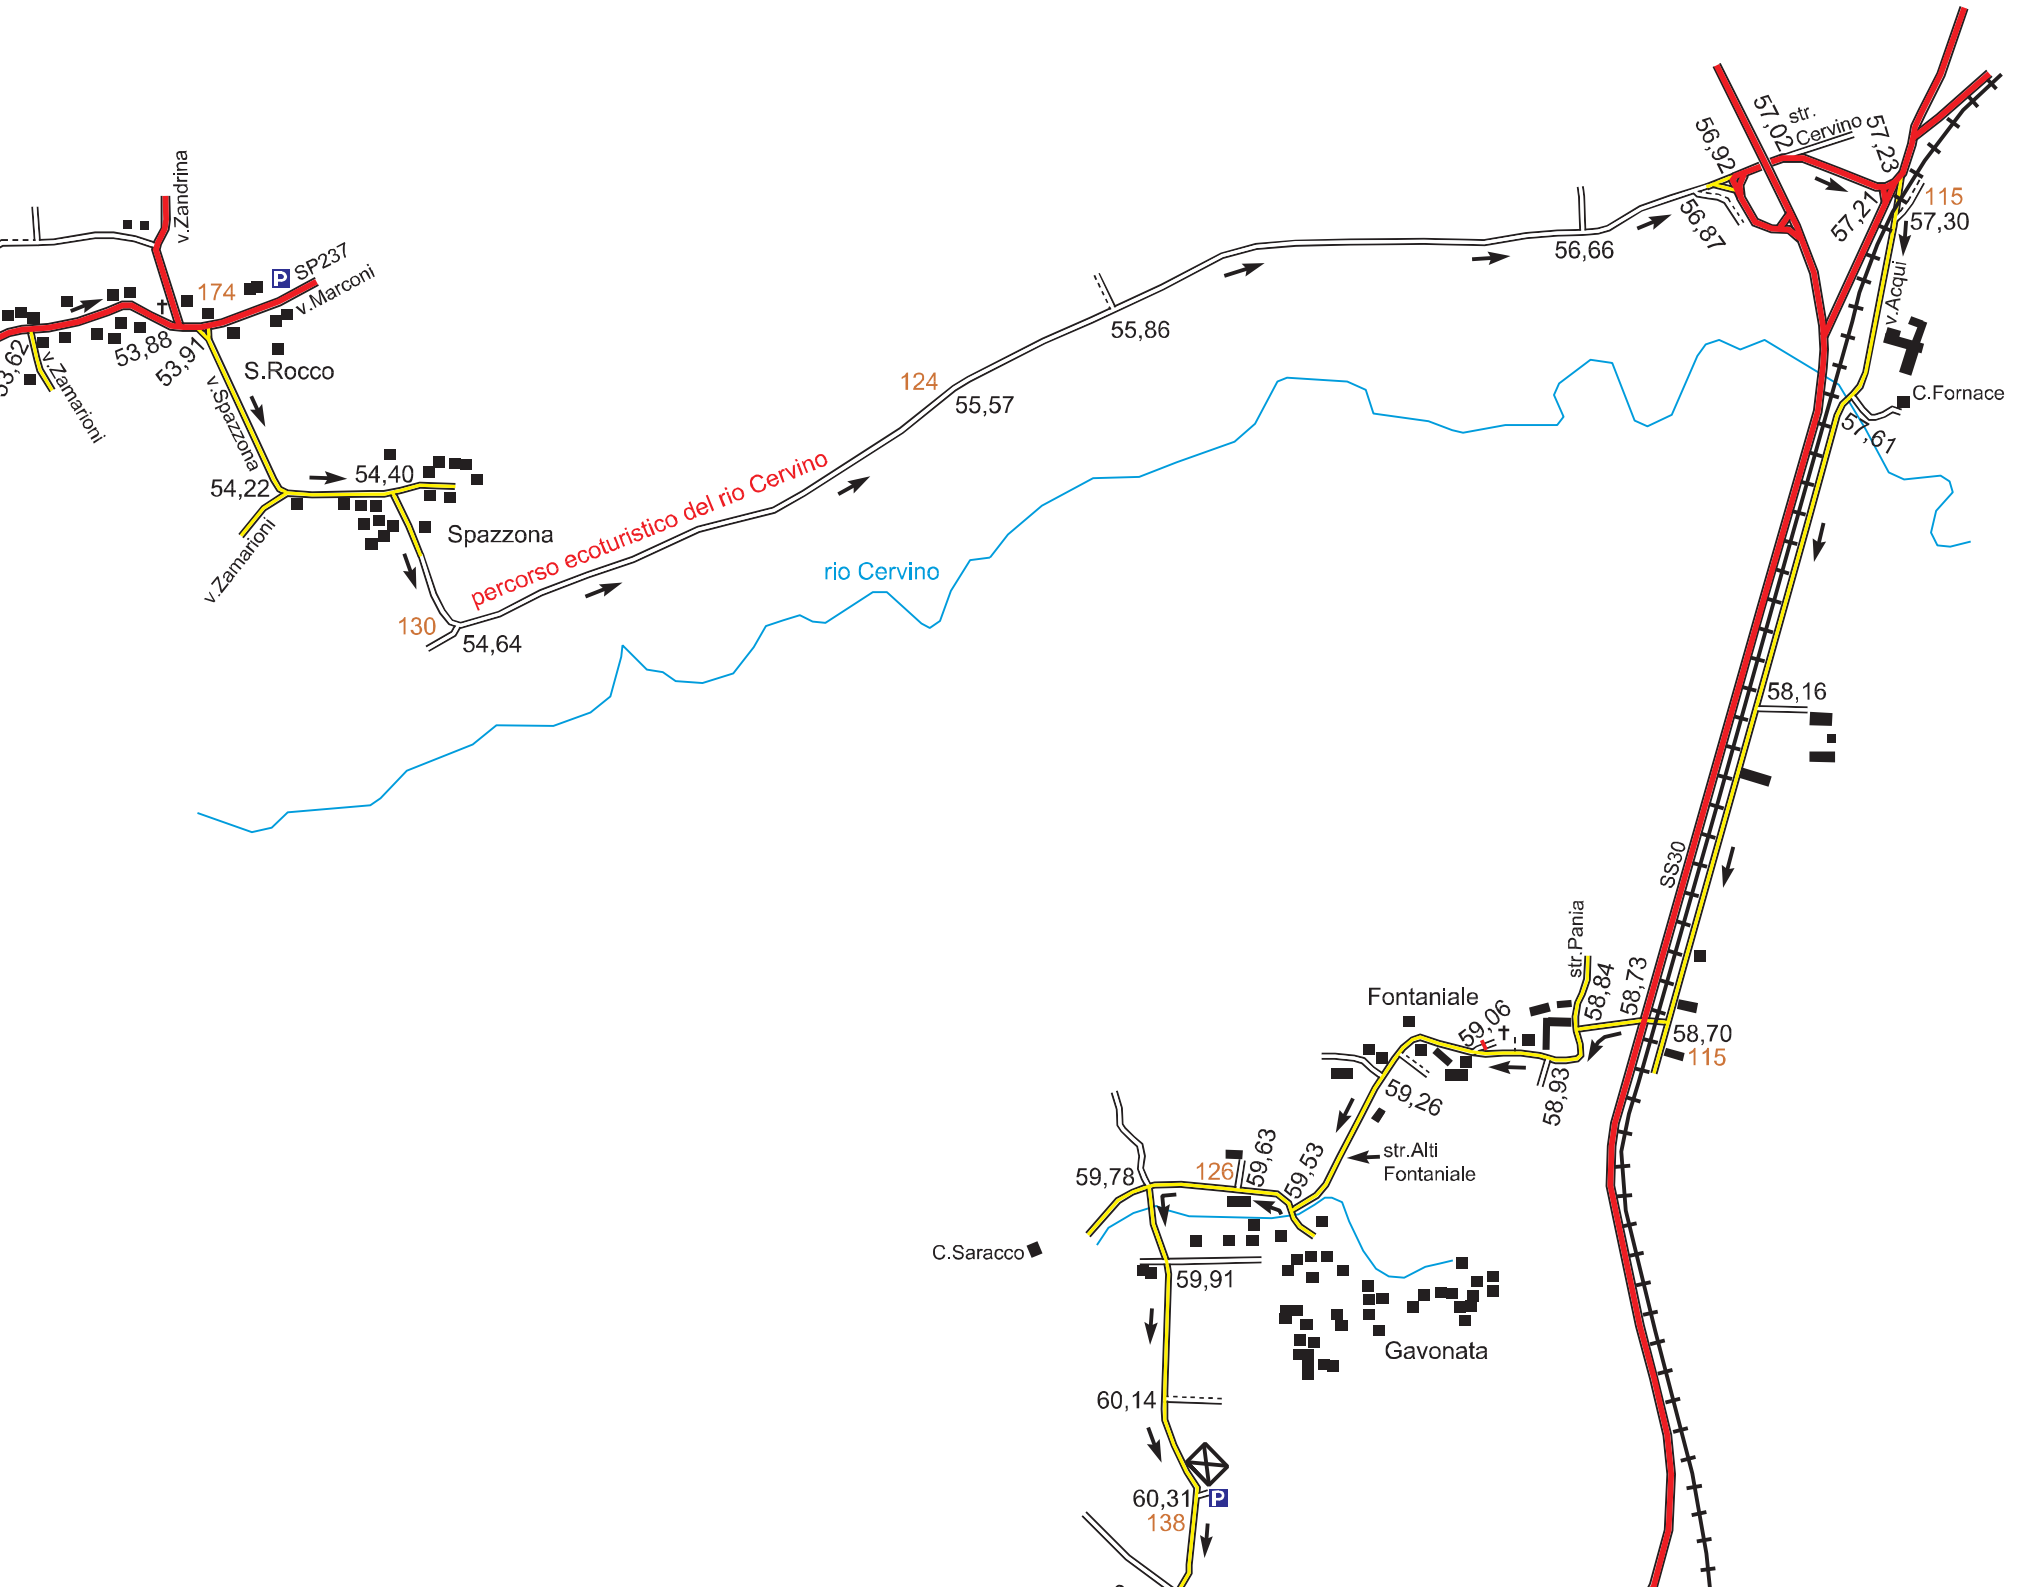 57,02
str.
Cervino
57,23
56,92
v.Zandrina
115
57,21
57,30
56,87
56,66
SP237
P
v.Marconi
174
v.Acqui
53,88
53,91
53,62
v.Zamarioni
S.Rocco
v.Spazzona
55,86
124
55,57
C.Fornace
57,61
54,40
54,22
percorso ecoturistico del rio Cervino
Spazzona
v.Zamarioni
rio Cervino
130
54,64
58,16
SS30
str.Pania
58,84
58,73
Fontaniale
59,06
58,70
115
58,93
59,26
str.Alti
Fontaniale
59,63
59,53
126
59,78
C.Saracco
59,91
Gavonata
60,14
60,31
P
138